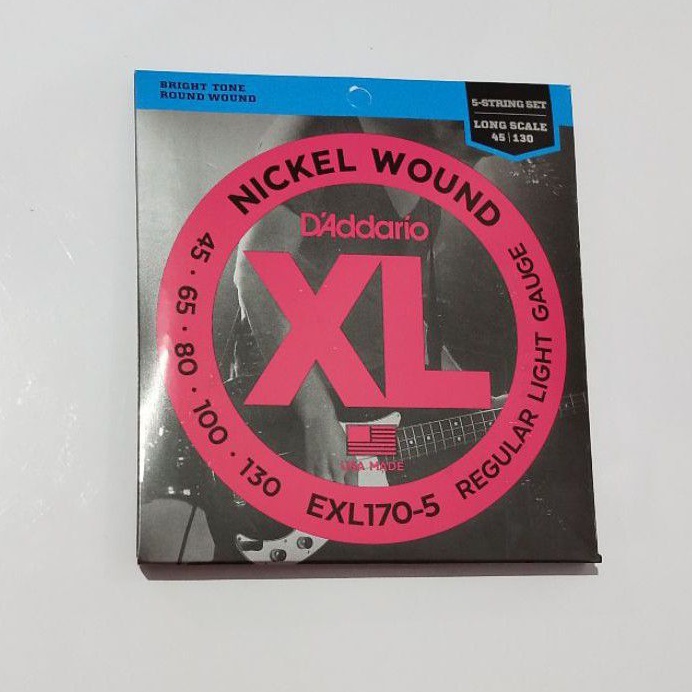 BRIGHT TONE
ROUND WOUND
5-STRING SET
LONG SCALE
45 | 130
NICKEL WOUND
D'Addario
XL
45 · 65 · 80 · 100 · 130
USA MADE
EXL170-5
REGULAR LIGHT GAUGE